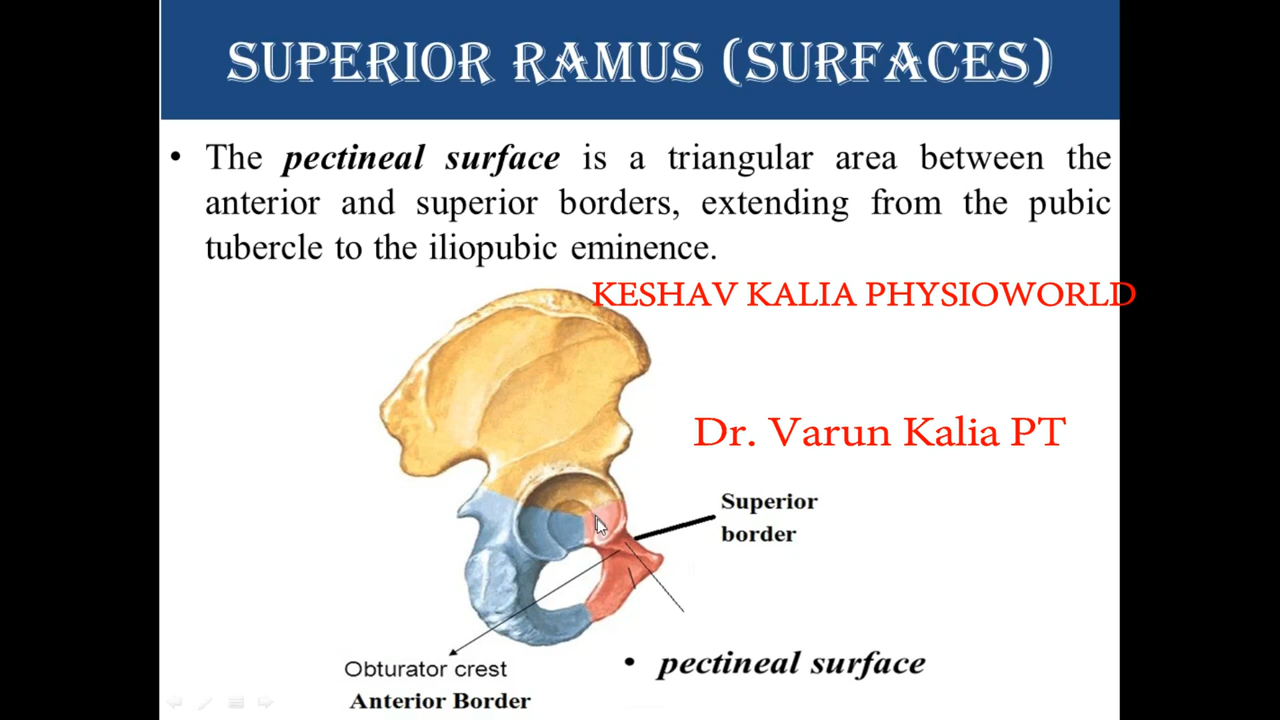 SUPERIOR RAMUS (SURFACES)
• The pectineal surface is a triangular area between the
anterior and superior borders, extending from the pubic
tubercle to the iliopubic eminence.
KESHAV KALIA PHYSIOWORLD
Dr. Varun Kalia PT
Superior
border
Obturator crest
• pectineal surface
Anterior Border